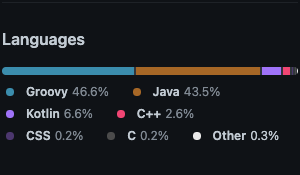 Languages
Groovy 46.6% Java 43.5%
Kotlin 6.6% C++ 2.6%
CSS 0.2% C 0.2% Other 0.3%